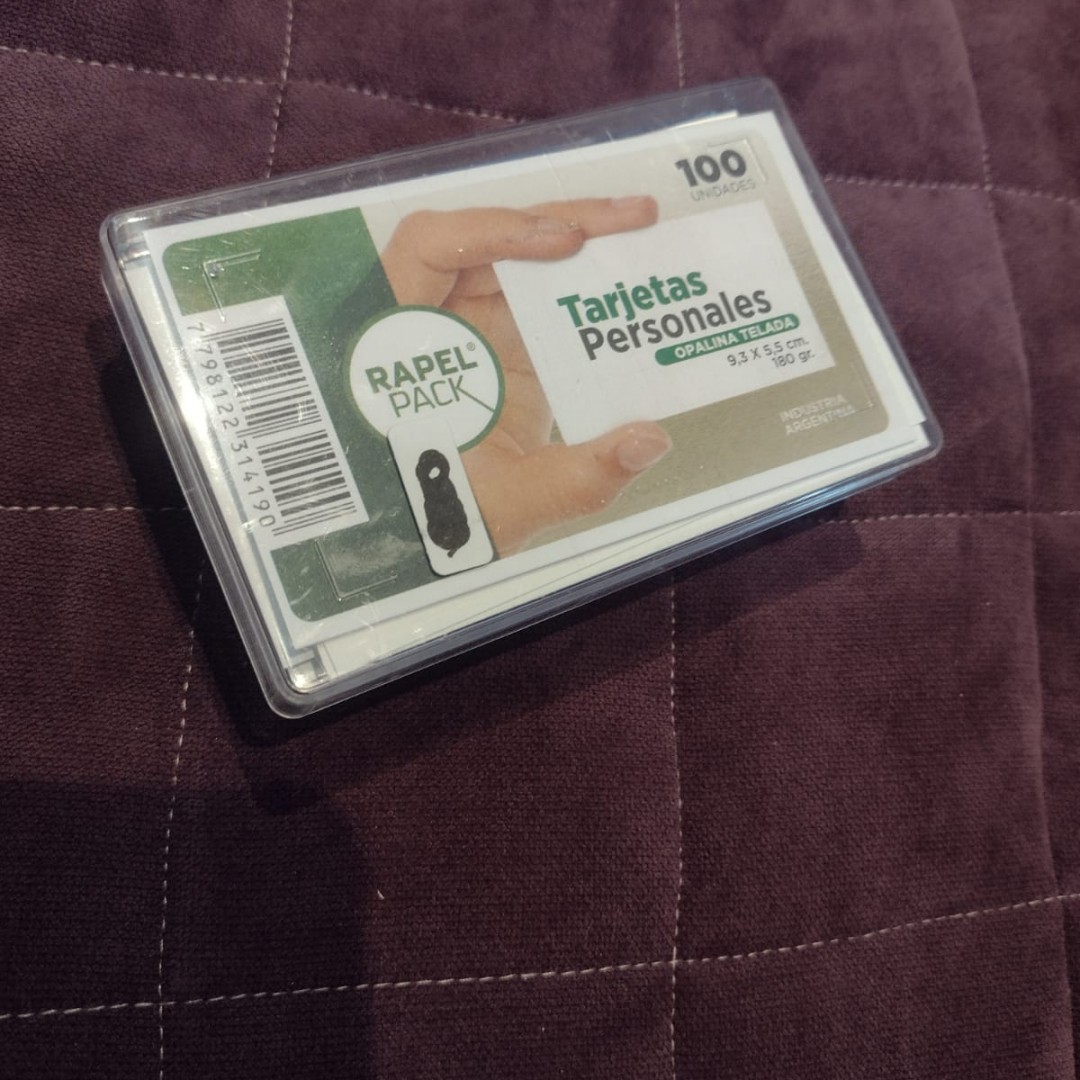 100
UNIDADES
Tarjetas
Personales
OPALINA TELADA
9,3 X 5,5 cm.
180 gr.
RAPEL®
PACK
INDUSTRIA
ARGENTINA
7 798122 314190